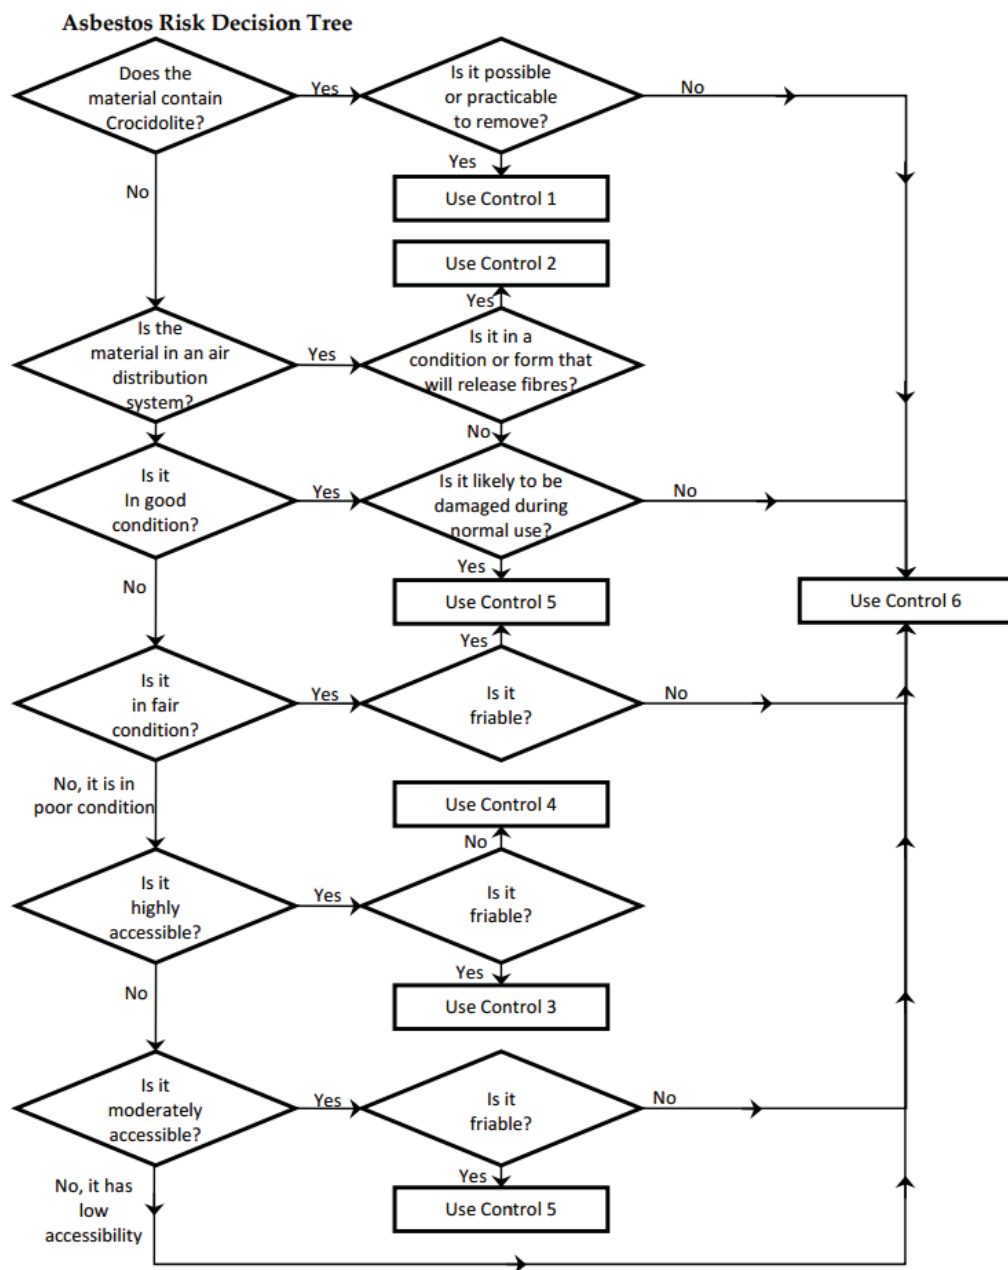 Asbestos Risk Decision Tree
Does the
material contain
Crocidolite?
Yes
Is it possible
or practicable
to remove?
No
No
Yes
Use Control 1
Use Control 2
Yes
Is the
material in an air
distribution
system?
Yes
Is it in a
condition or form that
will release fibres?
No
Is it
In good
condition?
Yes
Is it likely to be
damaged during
normal use?
No
No
Yes
Use Control 5
Use Control 6
Yes
Is it
in fair
condition?
Yes
Is it
friable?
No
No, it is in
poor condition
Use Control 4
No
Is it
highly
accessible?
Yes
Is it
friable?
No
Yes
Use Control 3
Is it
moderately
accessible?
Yes
Is it
friable?
No
No, it has
low
accessibility
Yes
Use Control 5